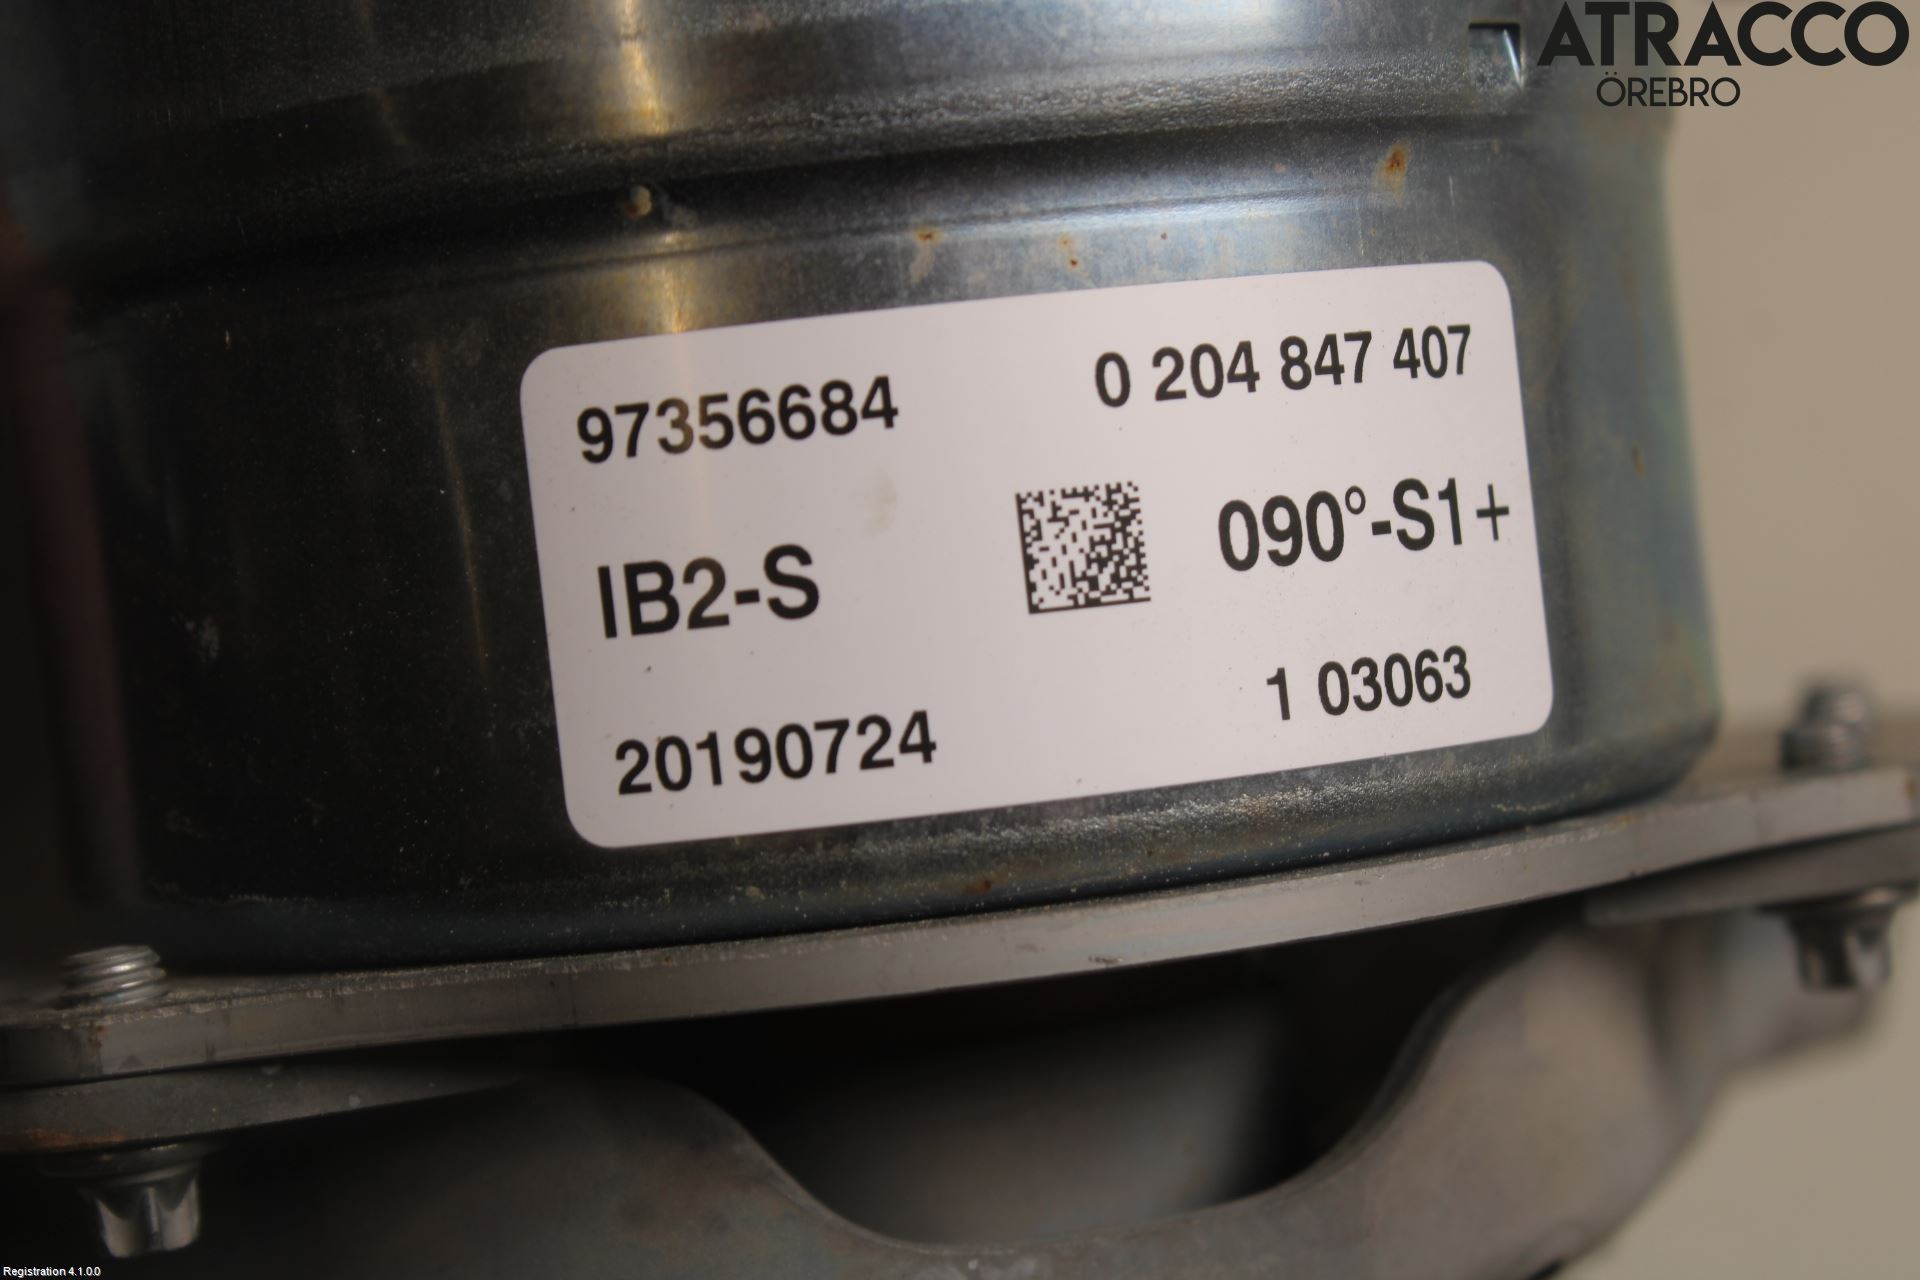 ATRACCO
ÖREBRO
97356684 0 204 847 407
IB2-S 090°-S1+
20190724 1 03063
Registration 4.1.0.0